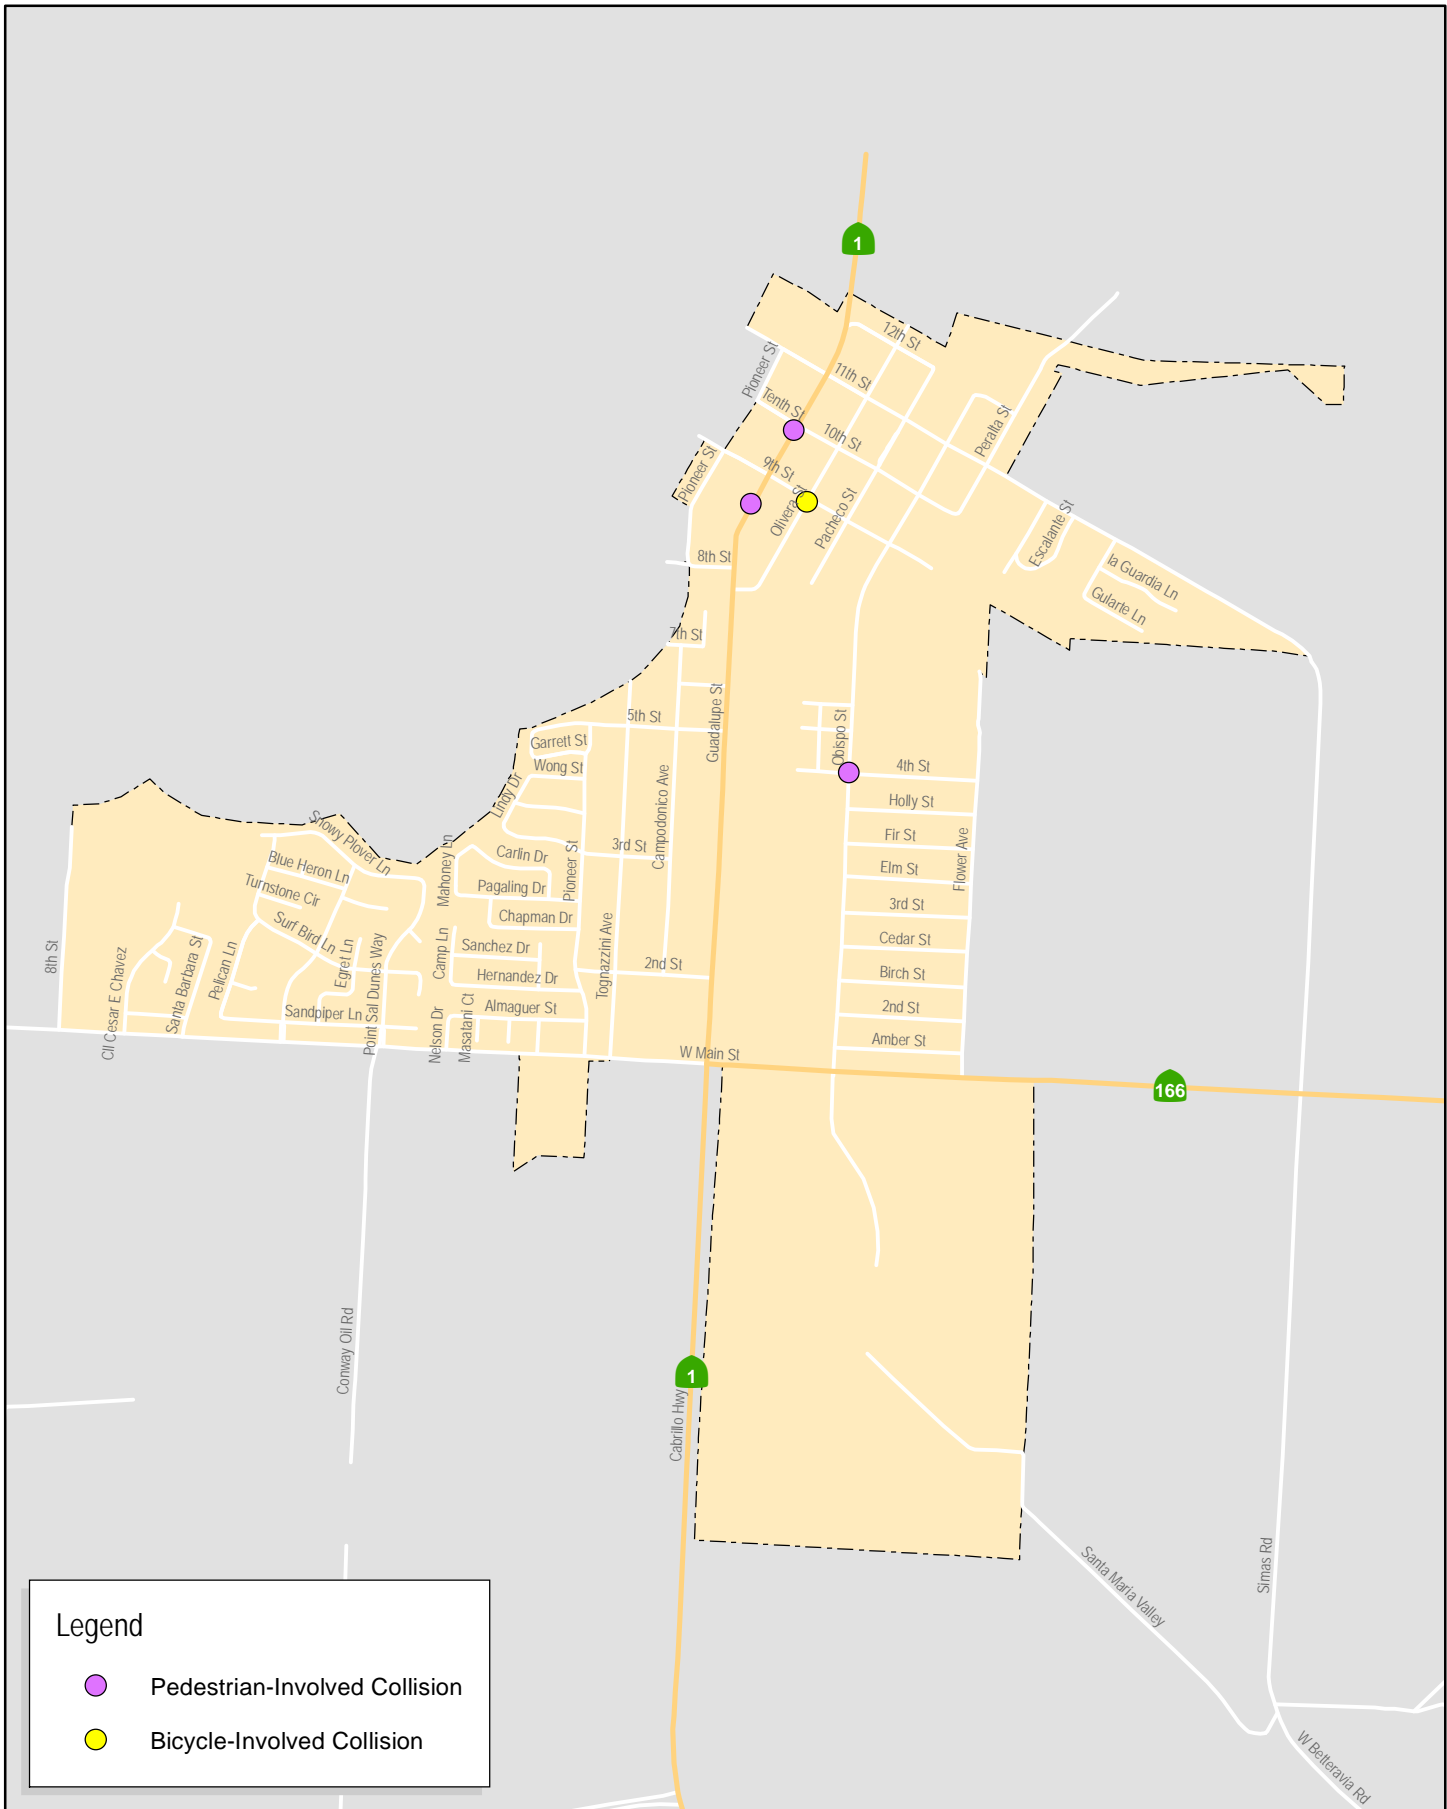 1
12th St
Pioneer St
11th St
Tenth St
10th St
Peralta St
Pioneer St
9th St
Olivera St
Pacheco St
Escalante St
8th St
la Guardia Ln
Gularte Ln
7th St
5th St
Guadalupe St
Obispo St
Garrett St
Wong St
Lindy Dr
4th St
Holly St
Campodonico Ave
Snowy Plover Ln
Mahoney Ln
Carlin Dr
3rd St
Fir St
Flower Ave
Blue Heron Ln
Pioneer St
Elm St
Turnstone Cir
Pagaling Dr
3rd St
Chapman Dr
Surf Bird Ln
Cedar St
8th St
Cll Cesar E Chavez
Santa Barbara St
Pelican Ln
Egret Ln
Point Sal Dunes Way
Camp Ln
Sanchez Dr
Tognazzini Ave
2nd St
Birch St
Hernandez Dr
Sandpiper Ln
Almaguer St
2nd St
Nelson Dr
Masatani Ct
Amber St
W Main St
166
Conway Oil Rd
1
Cabrillo Hwy
Santa Maria Valley
Simas Rd
W Betteravia Rd
Legend
Pedestrian-Involved Collision
Bicycle-Involved Collision